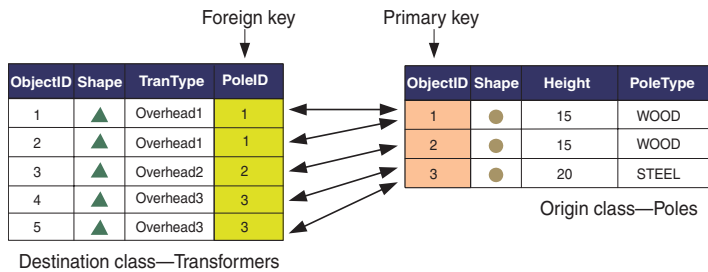 Foreign key
Primary key
ObjectID Shape TranType PoleID
1 Overhead1 1
2 Overhead1 1
3 Overhead2 2
4 Overhead3 3
5 Overhead3 3
Destination class—Transformers
ObjectID Shape Height PoleType
1 15 WOOD
2 15 WOOD
3 20 STEEL
Origin class—Poles